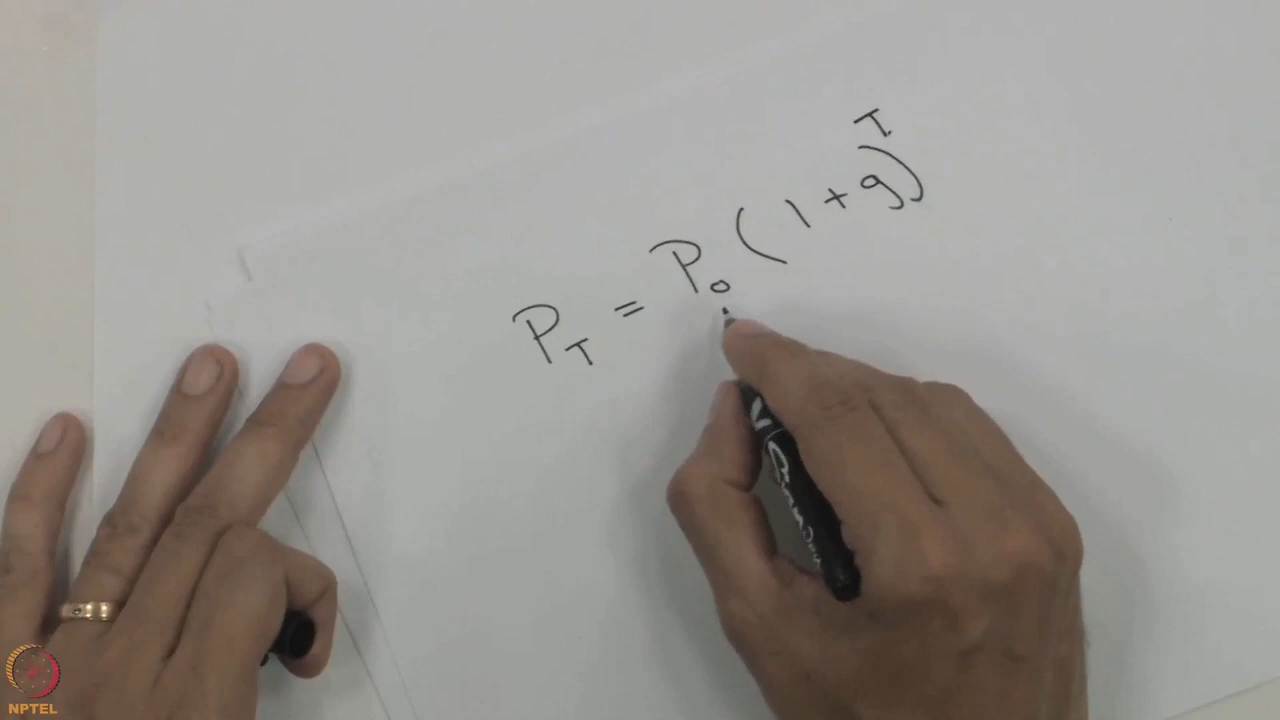 P_T = P_0 (1 + g)^T
NPTEL